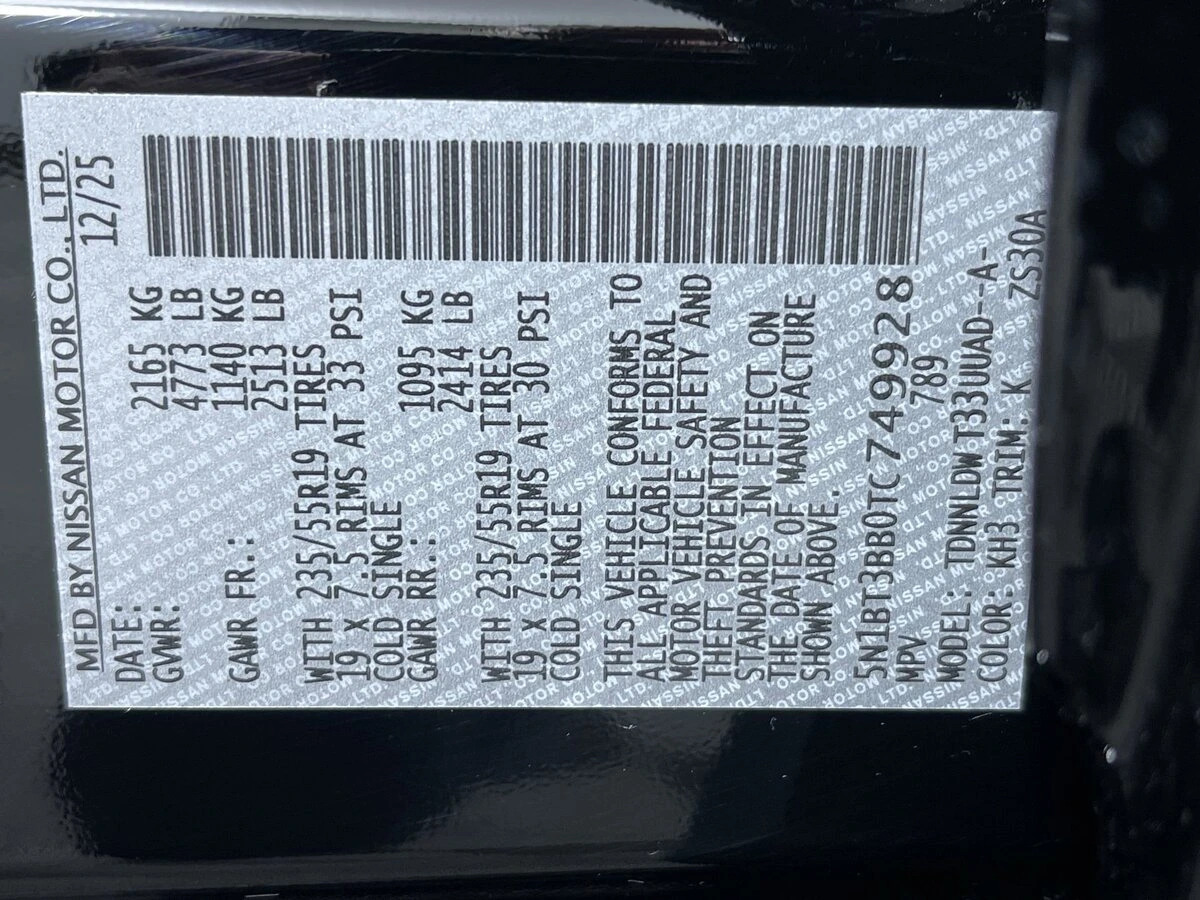 MFD BY NISSAN MOTOR CO., LTD.
DATE: 12/25
GVWR: 2165 KG
4773 LB
GAWR FR.: 1140 KG
2513 LB
WITH 235/55R19 TIRES
19 X 7.5 RIMS AT 33 PSI
COLD SINGLE
GAWR RR.: 1095 KG
2414 LB
WITH 235/55R19 TIRES
19 X 7.5 RIMS AT 30 PSI
COLD SINGLE
THIS VEHICLE CONFORMS TO
ALL APPLICABLE FEDERAL
MOTOR VEHICLE SAFETY AND
THEFT PREVENTION
STANDARDS IN EFFECT ON
THE DATE OF MANUFACTURE
SHOWN ABOVE.
5N1BT3BB0TC749928
MPV 789
MODEL: TDNNLDW T33UUAD---A-
COLOR: KH3 TRIM: K ZS30A